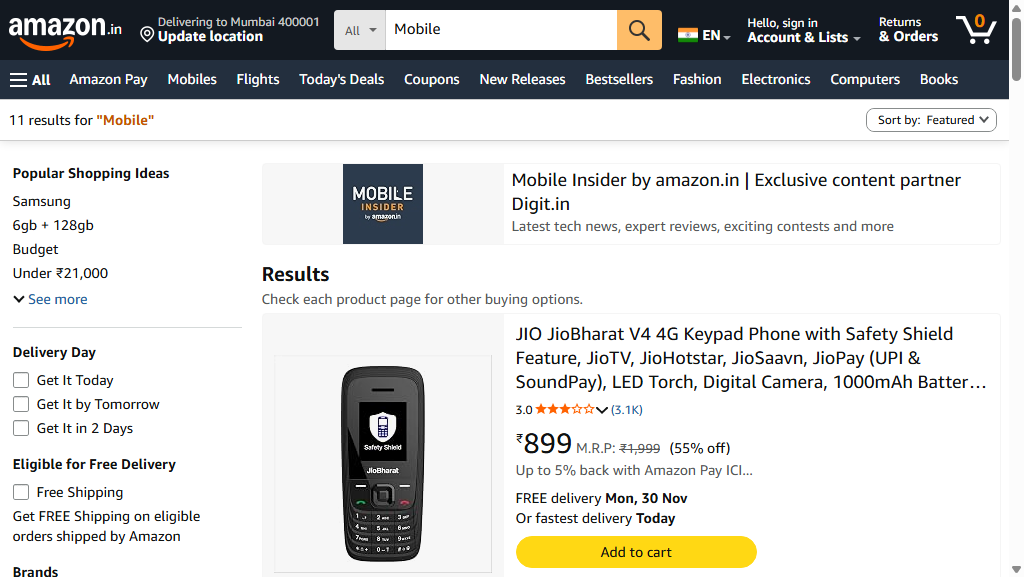 amazon.in
Delivering to Mumbai 400001
Update location
All
Mobile
EN
Hello, sign in
Account & Lists
Returns
& Orders
0
All
Amazon Pay
Mobiles
Flights
Today's Deals
Coupons
New Releases
Bestsellers
Fashion
Electronics
Computers
Books
11 results for "Mobile"
Sort by: Featured
Popular Shopping Ideas
Samsung
6gb + 128gb
Budget
Under ₹21,000
See more
Delivery Day
Get It Today
Get It by Tomorrow
Get It in 2 Days
Eligible for Free Delivery
Free Shipping
Get FREE Shipping on eligible
orders shipped by Amazon
Brands
MOBILE
INSIDER
by amazon.in
Mobile Insider by amazon.in | Exclusive content partner
Digit.in
Latest tech news, expert reviews, exciting contests and more
Results
Check each product page for other buying options.
Safety Shield
JioBharat
JIO JioBharat V4 4G Keypad Phone with Safety Shield
Feature, JioTV, JioHotstar, JioSaavn, JioPay (UPI &
SoundPay), LED Torch, Digital Camera, 1000mAh Batter…
3.0 (3.1K)
₹899 M.R.P: ₹1,999 (55% off)
Up to 5% back with Amazon Pay ICI…
FREE delivery Mon, 30 Nov
Or fastest delivery Today
Add to cart